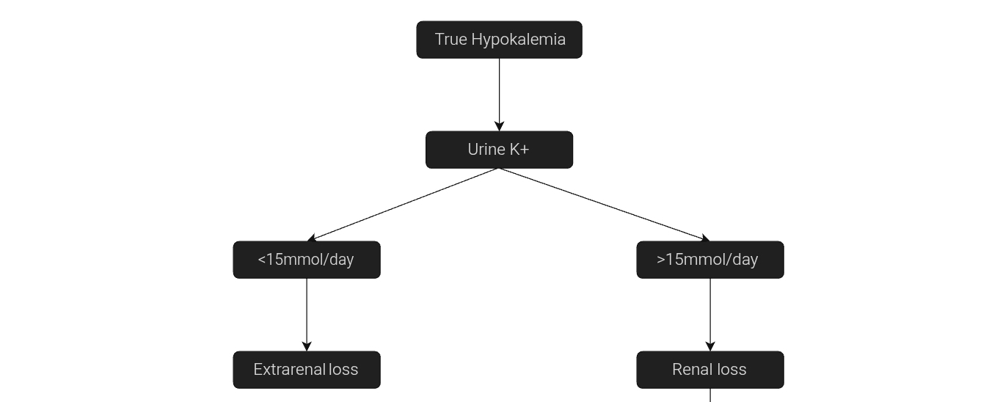 True Hypokalemia
Urine K+
<15mmol/day
>15mmol/day
Extrarenal loss
Renal loss